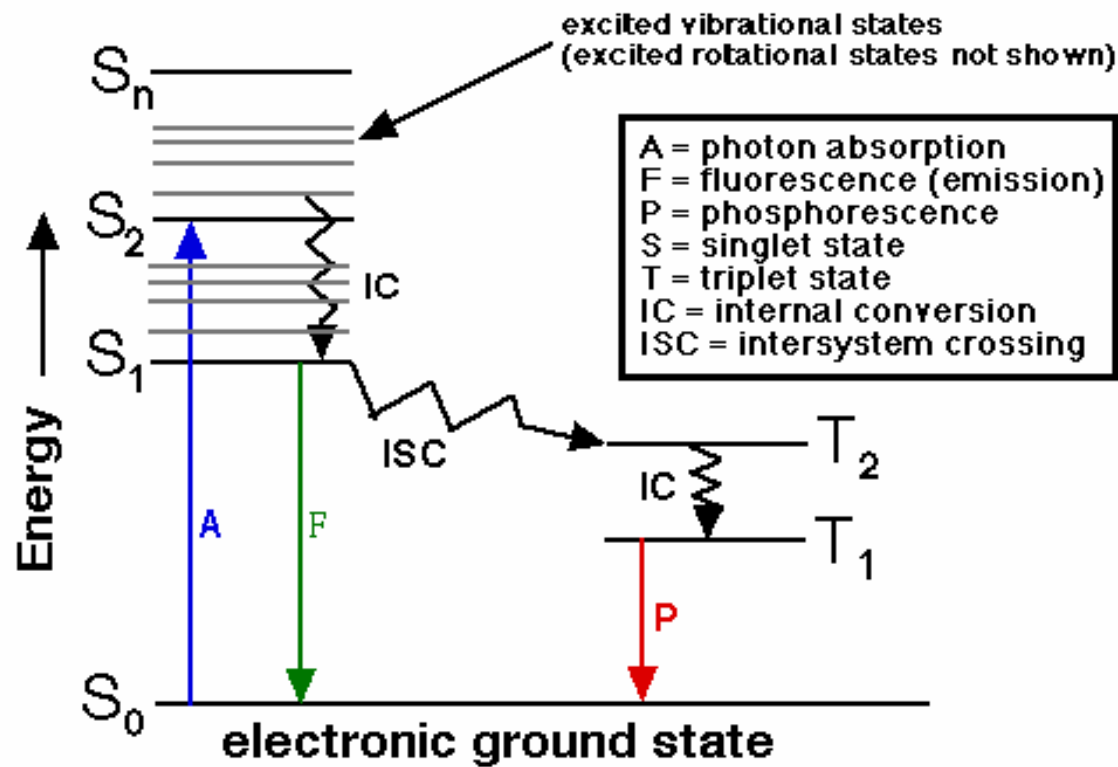 excited vibrational states
(excited rotational states not shown)
Sn
A = photon absorption
F = fluorescence (emission)
P = phosphorescence
S = singlet state
T = triplet state
IC = internal conversion
ISC = intersystem crossing
S2
IC
S1
ISC
T2
IC
Energy
A
F
T1
P
S0
electronic ground state